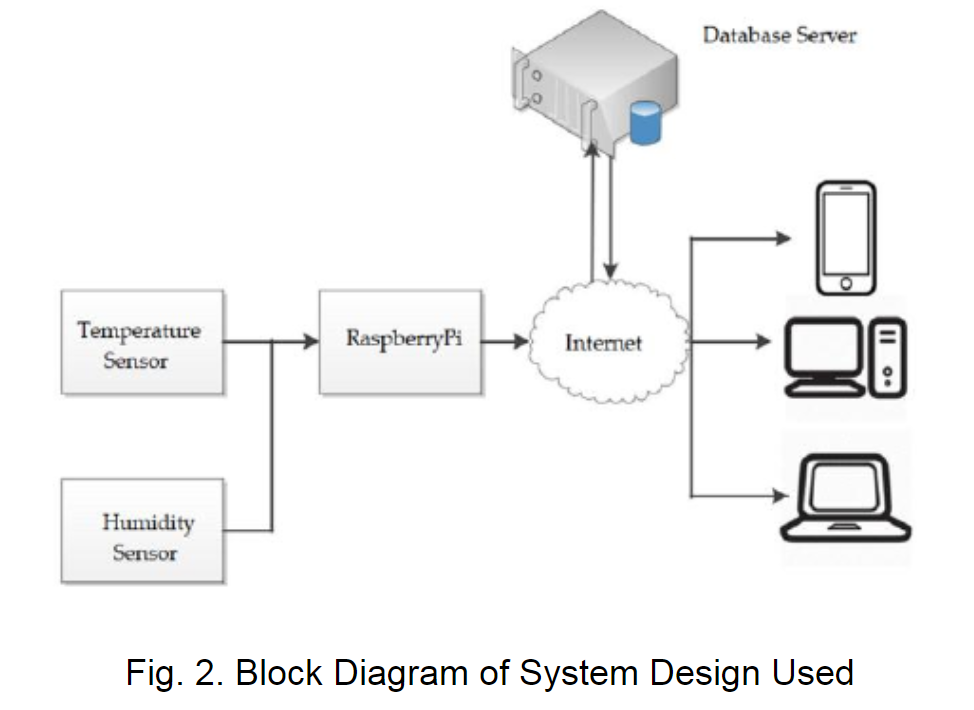 Database Server
Temperature
Sensor
RaspberryPi
Internet
Humidity
Sensor
Fig. 2. Block Diagram of System Design Used